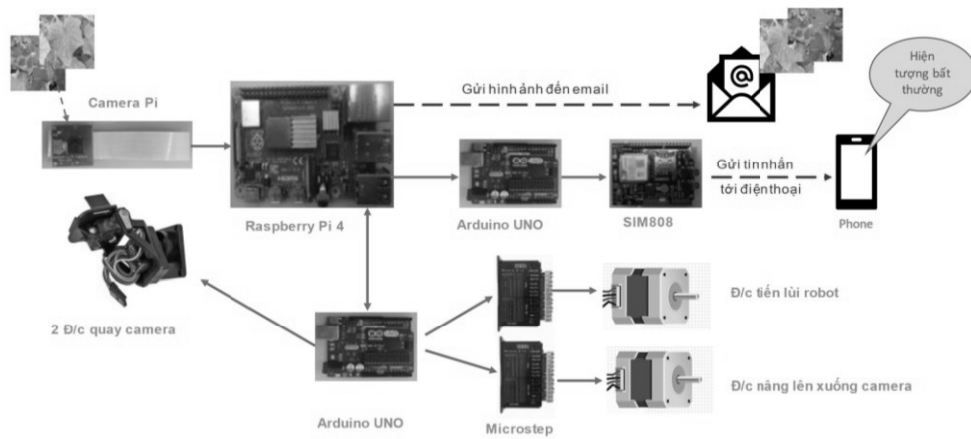 Hiện
tượng bất
thường
@
Camera Pi
Gửi hình ảnh đến email
Raspberry Pi 4
Arduino UNO
SIM808
Gửi tin nhắn
tới điện thoại
Phone
2 Đ/c quay camera
Đ/c tiến lùi robot
Arduino UNO
Microstep
Đ/c nâng lên xuống camera